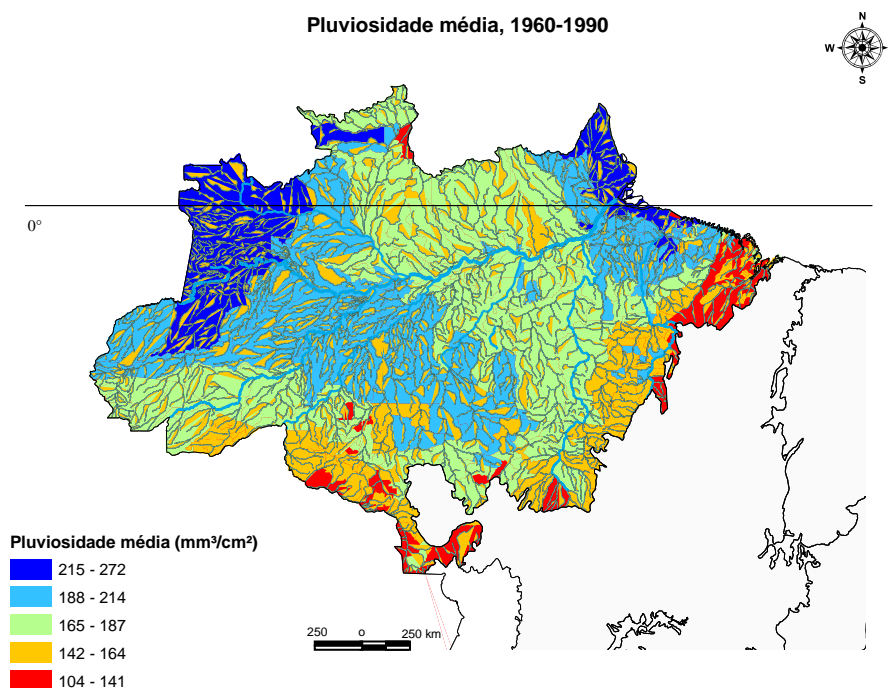 Pluviosidade média, 1960-1990
N
W
E
S
0°
Pluviosidade média (mm³/cm²)
215 - 272
188 - 214
165 - 187
142 - 164
104 - 141
250 0 250 km